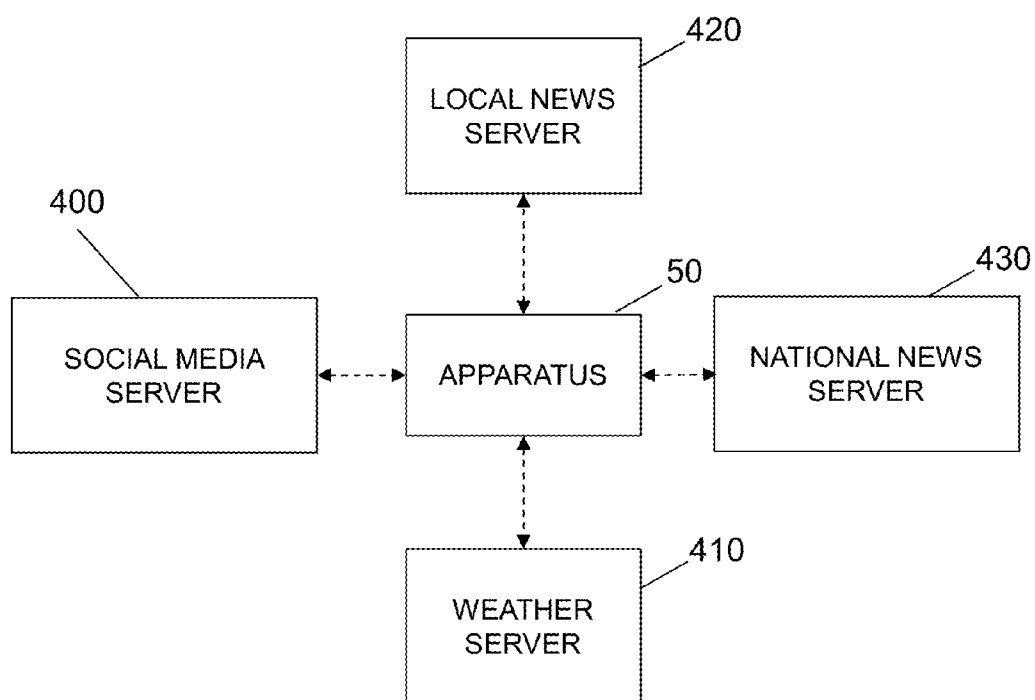 420
LOCAL NEWS
SERVER
400
50
430
SOCIAL MEDIA
SERVER
APPARATUS
NATIONAL NEWS
SERVER
410
WEATHER
SERVER